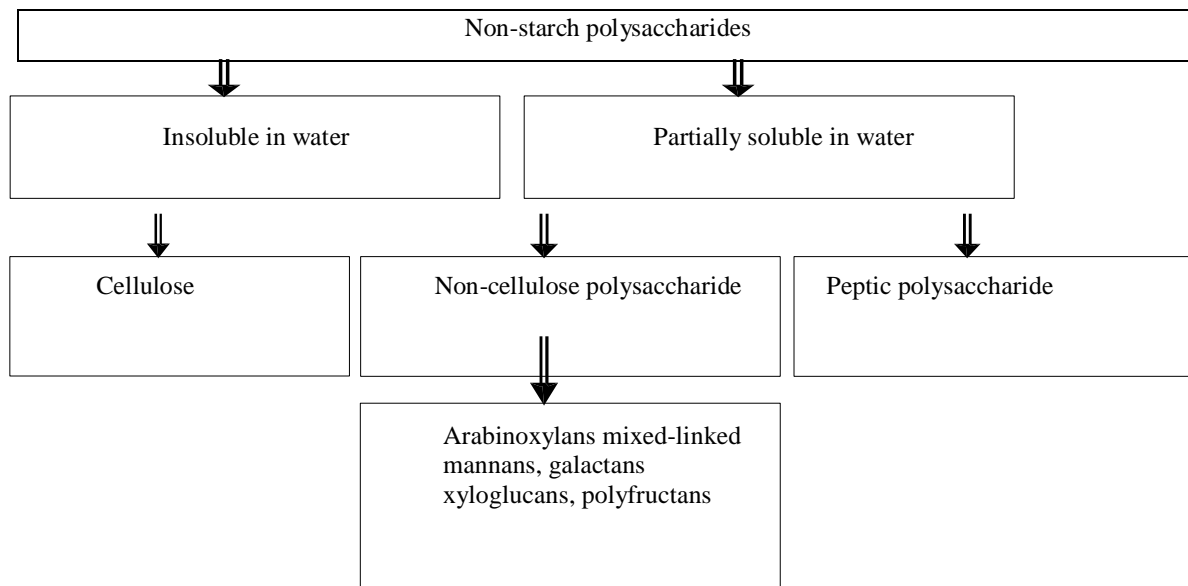 Non-starch polysaccharides
Insoluble in water
Partially soluble in water
Cellulose
Non-cellulose polysaccharide
Peptic polysaccharide
Arabinoxylans mixed-linked
mannans, galactans
xyloglucans, polyfructans